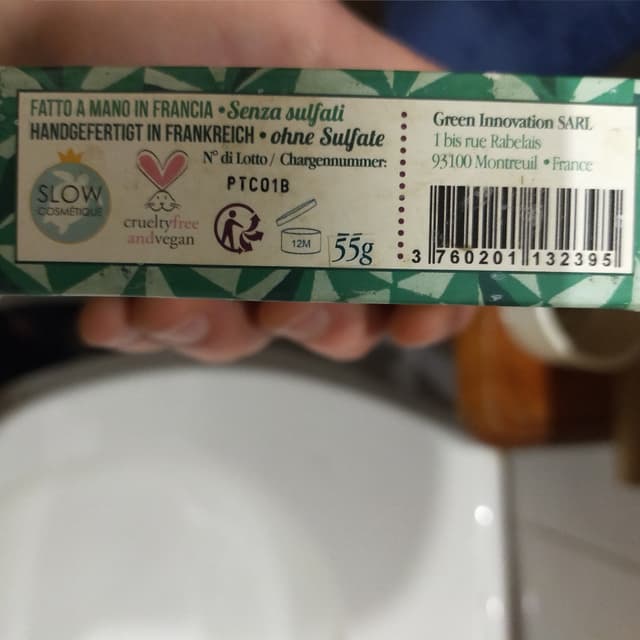 FATTO A MANO IN FRANCIA • Senza sulfati
HANDGEFERTIGT IN FRANKREICH • ohne Sulfate
N° di Lotto / Chargennummer:
PTC01B
SLOW
COSMÉTIQUE
crueltyfree
andvegan
12M
55g
Green Innovation SARL
1 bis rue Rabelais
93100 Montreuil • France
3 760201 132395